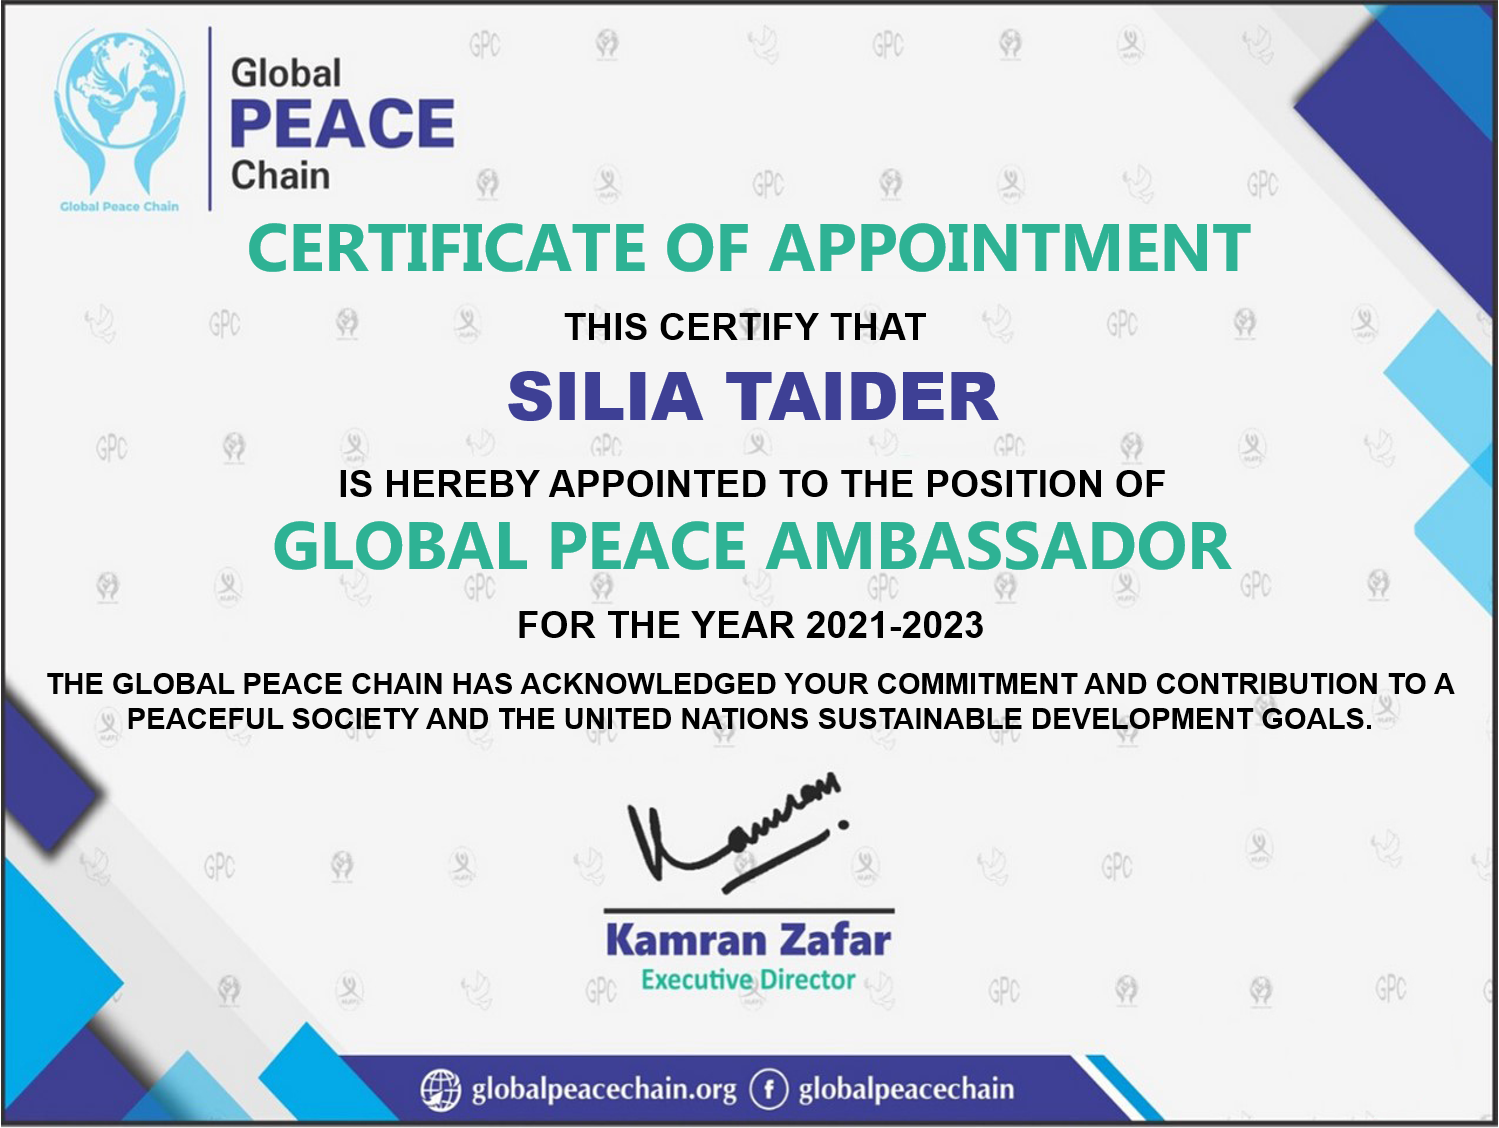 Global
PEACE
Chain
Global Peace Chain
CERTIFICATE OF APPOINTMENT
THIS CERTIFY THAT
SILIA TAIDER
IS HEREBY APPOINTED TO THE POSITION OF
GLOBAL PEACE AMBASSADOR
FOR THE YEAR 2021-2023
THE GLOBAL PEACE CHAIN HAS ACKNOWLEDGED YOUR COMMITMENT AND CONTRIBUTION TO A
PEACEFUL SOCIETY AND THE UNITED NATIONS SUSTAINABLE DEVELOPMENT GOALS.
Kamran
Kamran Zafar
Executive Director
globalpeacechain.org f globalpeacechain